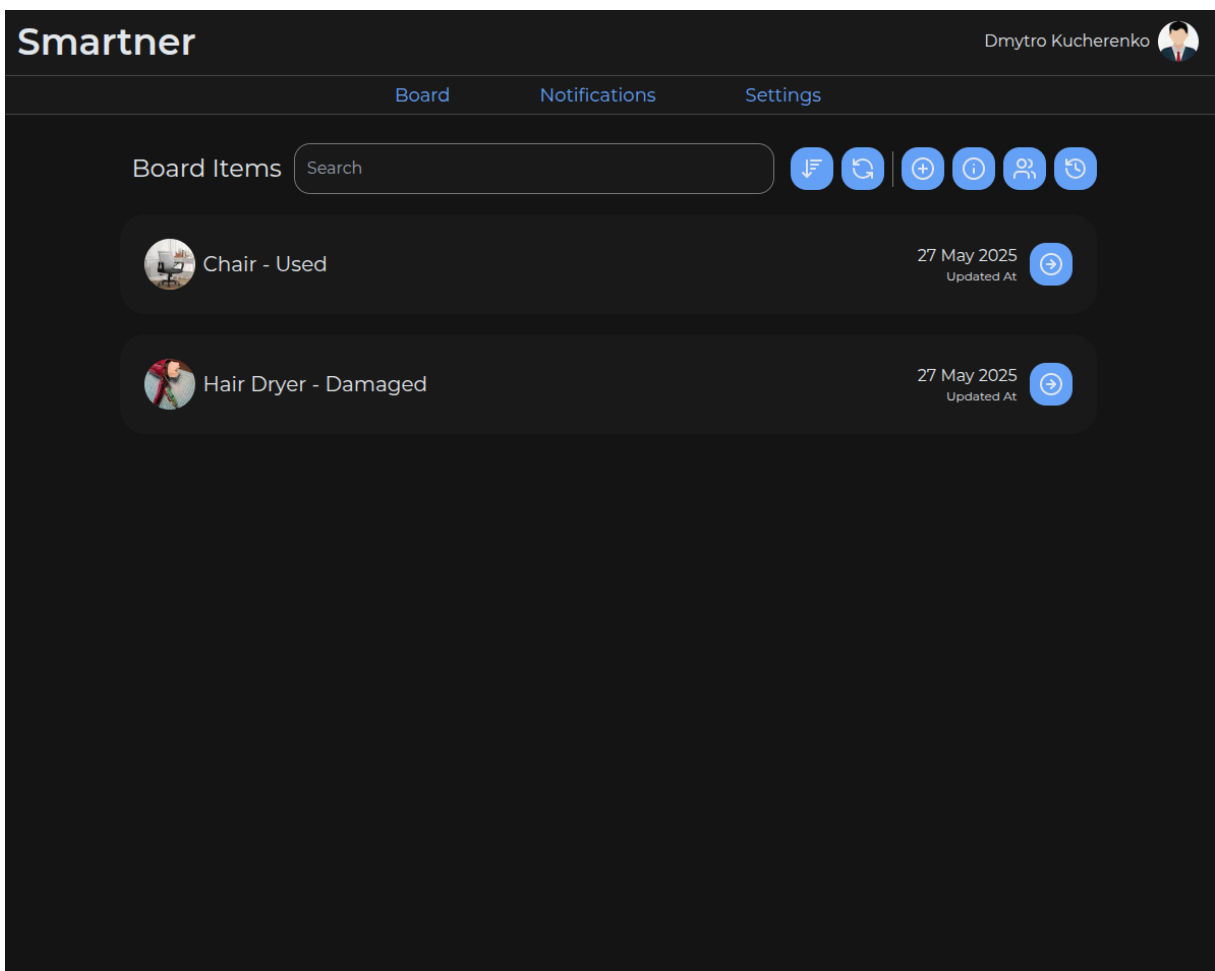 Smartner
Dmytro Kucherenko
Board Notifications Settings
Board Items Search
Chair - Used
27 May 2025
Updated At
Hair Dryer - Damaged
27 May 2025
Updated At